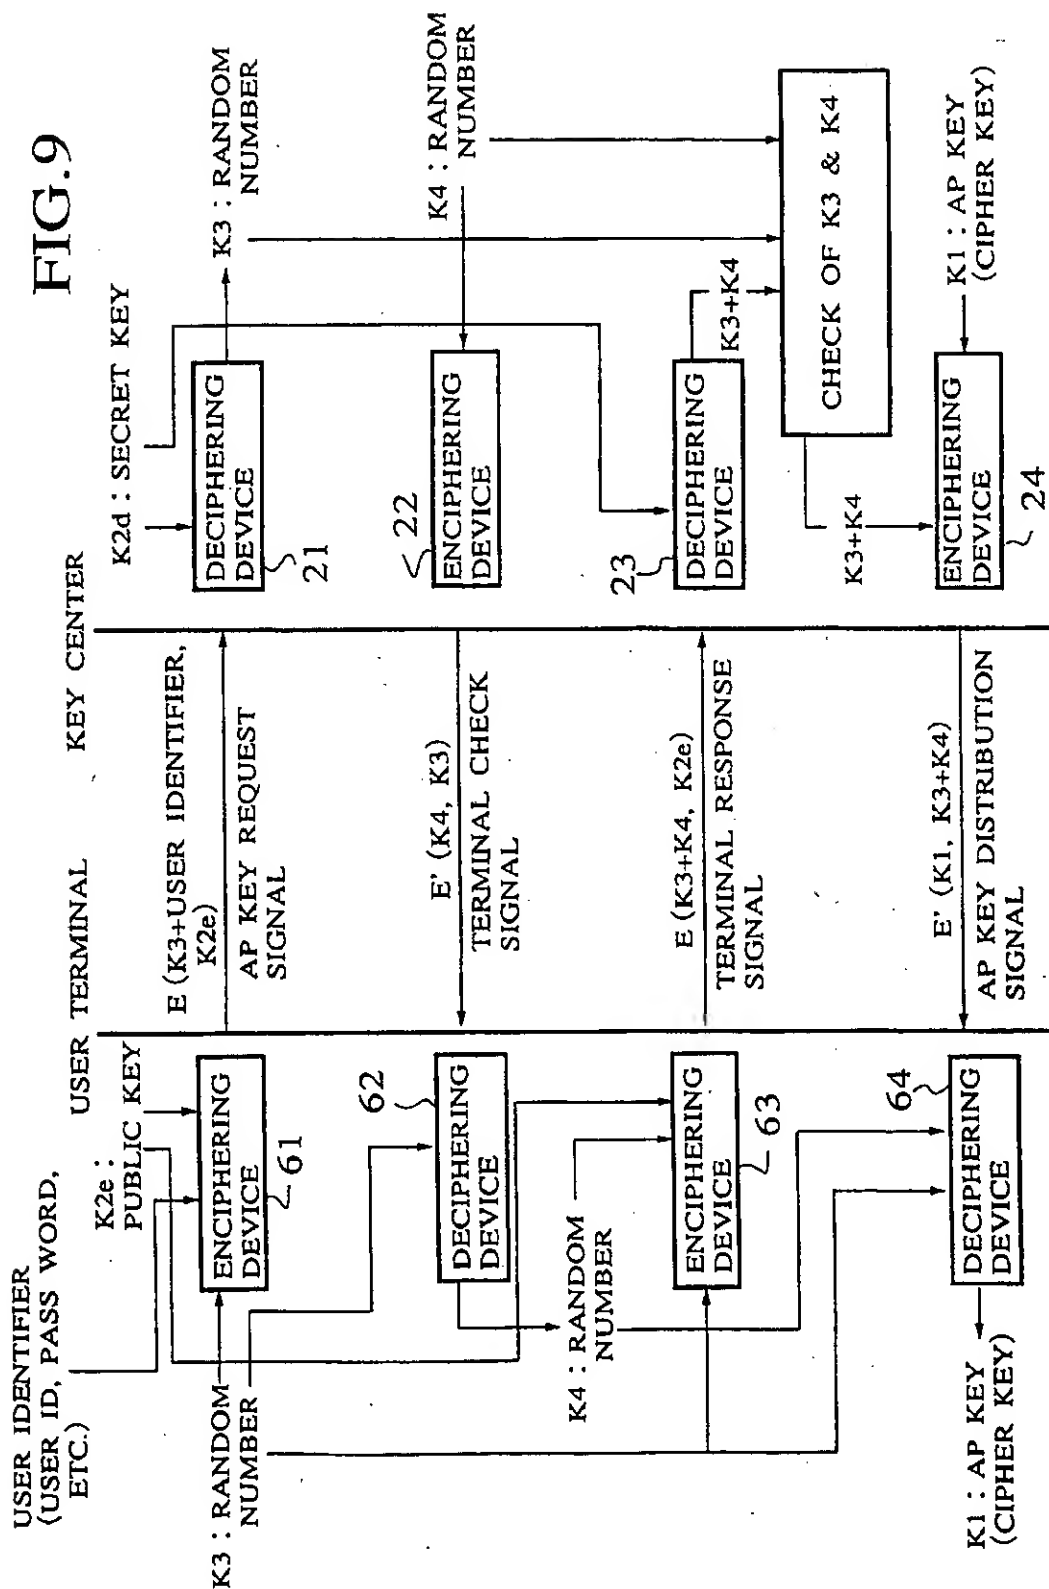 FIG.9
USER IDENTIFIER
(USER ID, PASS WORD,
ETC.)
USER TERMINAL
KEY CENTER
K2e :
PUBLIC KEY
K2d : SECRET KEY
K3 : RANDOM
NUMBER
ENCIPHERING
DEVICE
61
E (K3+USER IDENTIFIER,
K2e)
AP KEY REQUEST
SIGNAL
DECIPHERING
DEVICE
21
K3 : RANDOM
NUMBER
62
DECIPHERING
DEVICE
E' (K4, K3)
TERMINAL CHECK
SIGNAL
22
ENCIPHERING
DEVICE
K4 : RANDOM
NUMBER
K4 : RANDOM
NUMBER
ENCIPHERING
DEVICE
63
E (K3+K4, K2e)
TERMINAL RESPONSE
SIGNAL
23
DECIPHERING
DEVICE
K3+K4
CHECK OF K3 & K4
K3+K4
K1 : AP KEY
(CIPHER KEY)
64
DECIPHERING
DEVICE
E' (K1, K3+K4)
AP KEY DISTRIBUTION
SIGNAL
ENCIPHERING
DEVICE
24
K1 : AP KEY
(CIPHER KEY)